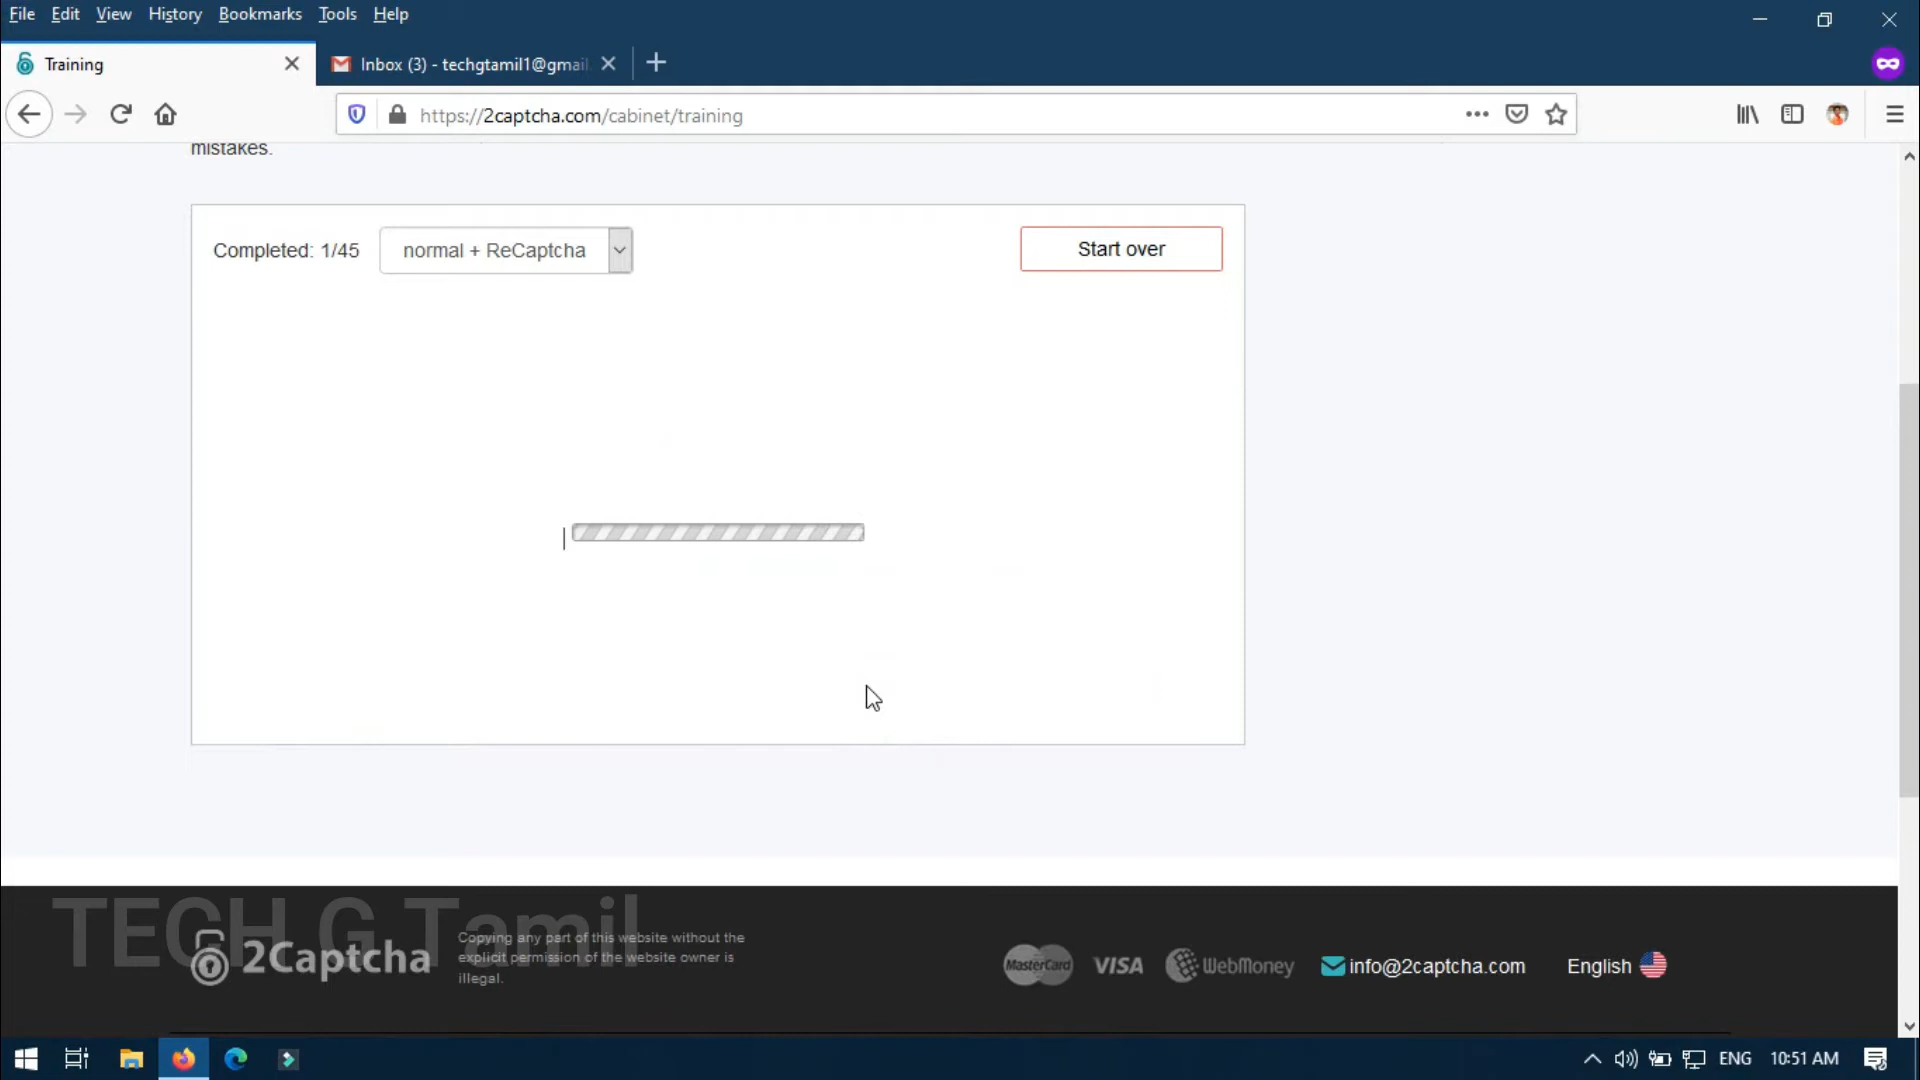 File Edit View History Bookmarks Tools Help
Training
Inbox (3) - techgtamil1@gmail.
https://2captcha.com/cabinet/training
mistakes.
Completed: 1/45
normal + ReCaptcha
Start over
TECH G Tamil
2Captcha
Copying any part of this website without the
explicit permission of the website owner is
illegal.
MasterCard
VISA
WebMoney
info@2captcha.com
English
ENG
10:51 AM